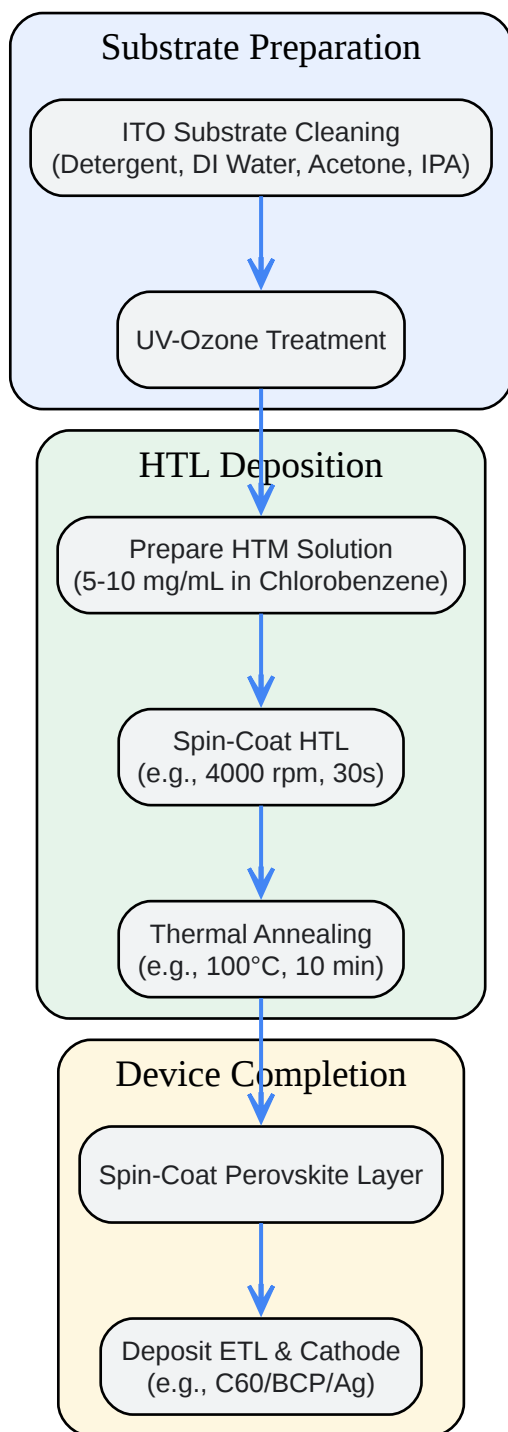 Substrate Preparation
ITO Substrate Cleaning
(Detergent, DI Water, Acetone, IPA)
UV-Ozone Treatment
HTL Deposition
Prepare HTM Solution
(5-10 mg/mL in Chlorobenzene)
Spin-Coat HTL
(e.g., 4000 rpm, 30s)
Thermal Annealing
(e.g., 100°C, 10 min)
Device Completion
Spin-Coat Perovskite Layer
Deposit ETL & Cathode
(e.g., C60/BCP/Ag)